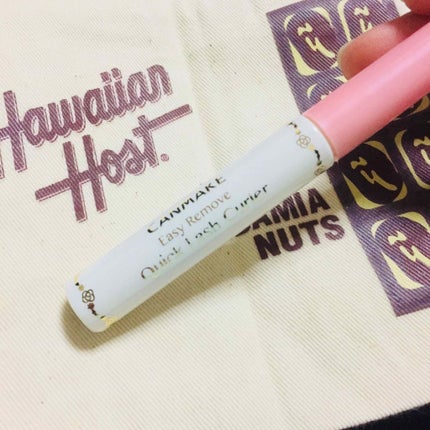 Hawaiian
Host.
CANMAKE
Easy Remove
Quick Lash Curler
DAMIA
NUTS